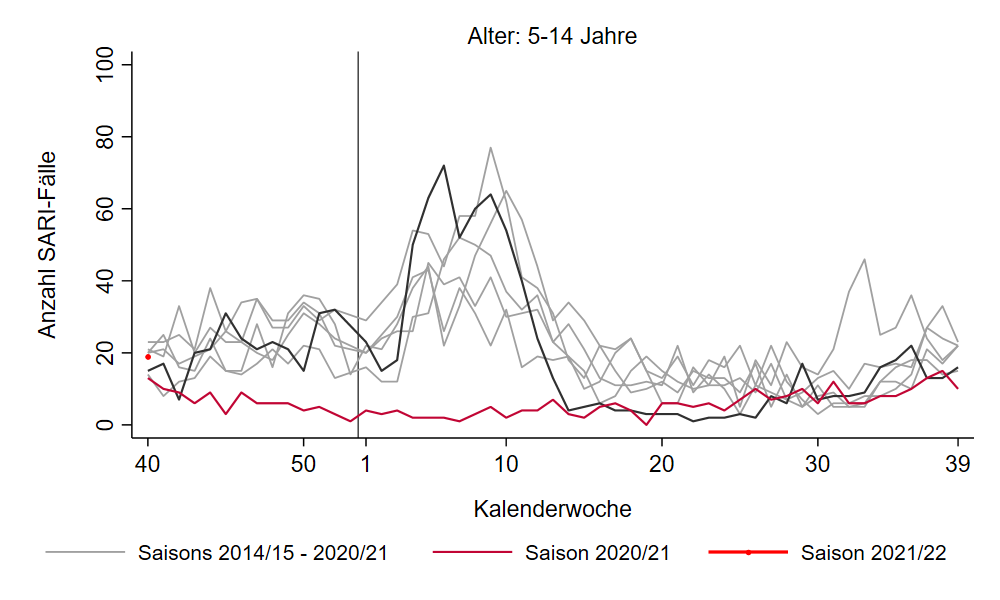 Alter: 5-14 Jahre
Anzahl SARI-Fälle
100
80
60
40
20
0
40 50 1 10 20 30 39
Kalenderwoche
Saisons 2014/15 - 2020/21 Saison 2020/21 Saison 2021/22